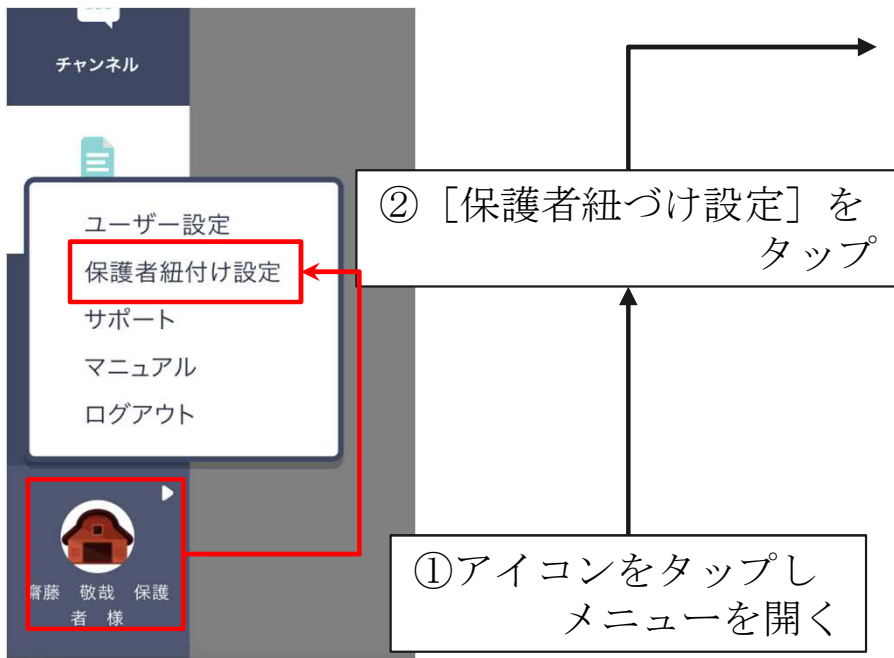 チャンネル
ユーザー設定
保護者紐付け設定
サポート
マニュアル
ログアウト
齋藤 敬哉 保護
者 様
②［保護者紐づけ設定］を
タップ
①アイコンをタップし
メニューを開く